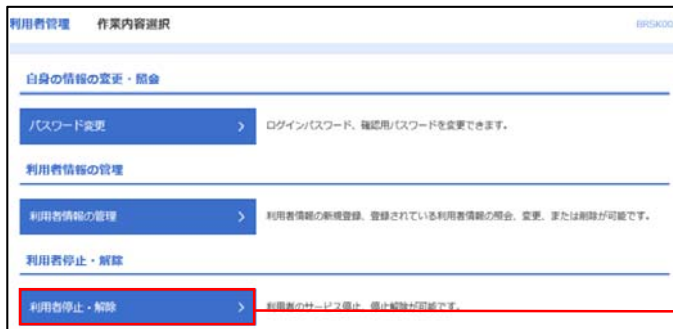 利用者管理 作業内容選択 BRSK00
自身の情報の変更・照会
パスワード変更 ログインパスワード、確認用パスワードを変更できます。
利用者情報の管理
利用者情報の管理 利用者情報の新規登録、登録されている利用者情報の照会、変更、または削除が可能です。
利用者停止・解除
利用者停止・解除 利用者のサービス停止、停止解除が可能です。